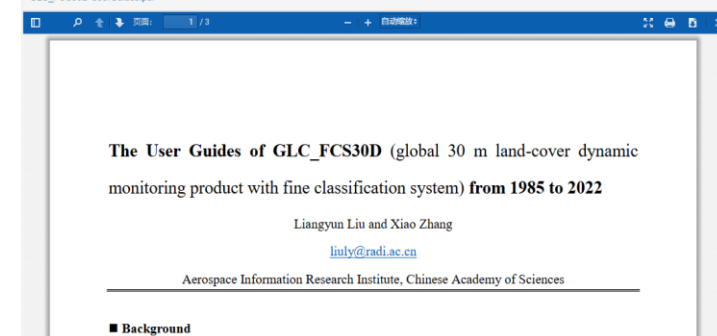 页面: 1 / 3
自动缩放
The User Guides of GLC_FCS30D (global 30 m land-cover dynamic
monitoring product with fine classification system) from 1985 to 2022
Liangyun Liu and Xiao Zhang
liuly@radi.ac.cn
Aerospace Information Research Institute, Chinese Academy of Sciences
■ Background